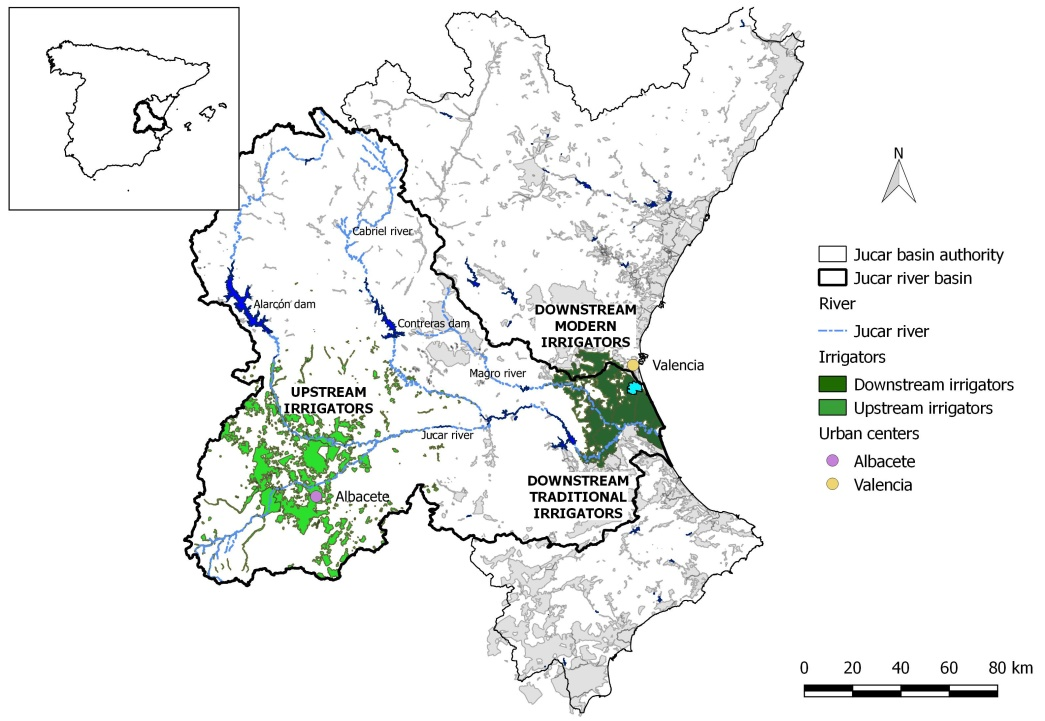 N
Cabriel river
Alarcón dam
Contreras dam
DOWNSTREAM
MODERN
IRRIGATORS
Valencia
Magro river
UPSTREAM
IRRIGATORS
Jucar river
Albacete
DOWNSTREAM
TRADITIONAL
IRRIGATORS
Jucar basin authority
Jucar river basin
River
Jucar river
Irrigators
Downstream irrigators
Upstream irrigators
Urban centers
Albacete
Valencia
0 20 40 60 80 km